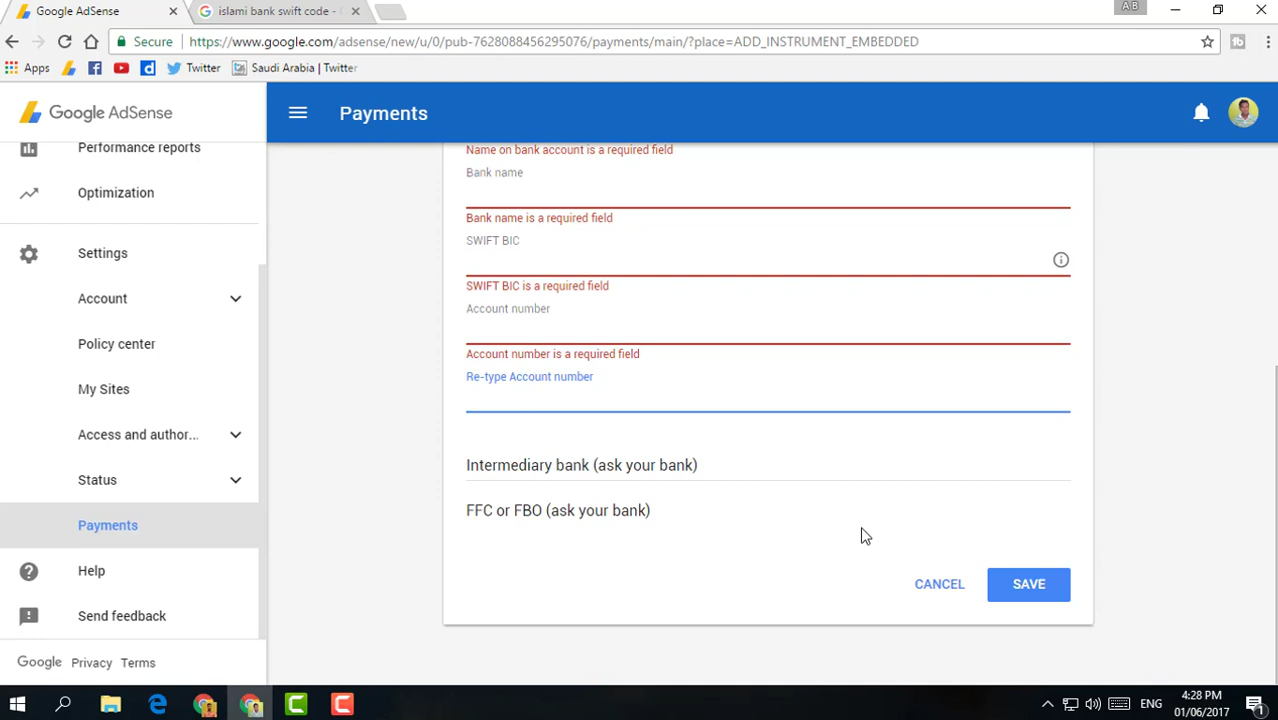 Google AdSense
islami bank swift code -
A B
Secure
https://www.google.com/adsense/new/u/0/pub-7628088456295076/payments/main/?place=ADD_INSTRUMENT_EMBEDDED
Apps
Twitter
Saudi Arabia | Twitter
Google AdSense
Payments
Performance reports
Optimization
Settings
Account
Policy center
My Sites
Access and author...
Status
Payments
Help
Send feedback
Google Privacy Terms
Name on bank account is a required field
Bank name
Bank name is a required field
SWIFT BIC
SWIFT BIC is a required field
Account number
Account number is a required field
Re-type Account number
Intermediary bank (ask your bank)
FFC or FBO (ask your bank)
CANCEL
SAVE
ENG
4:28 PM
01/06/2017
1